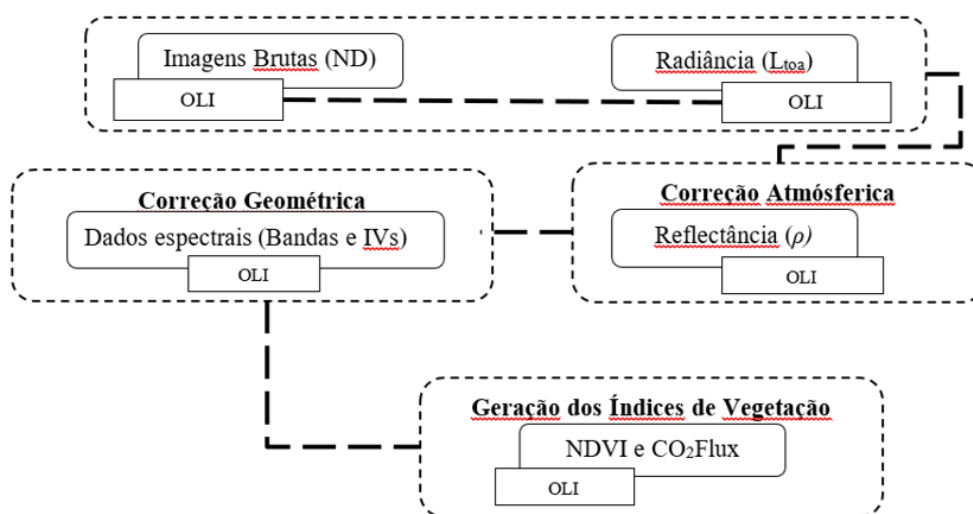 Imagens Brutas (ND)
OLI
Radiância (Ltoa)
OLI
Correção Geométrica
Dados espectrais (Bandas e IVs)
OLI
Correção Atmósferica
Reflectância (ρ)
OLI
Geração dos Índices de Vegetação
NDVI e CO₂Flux
OLI